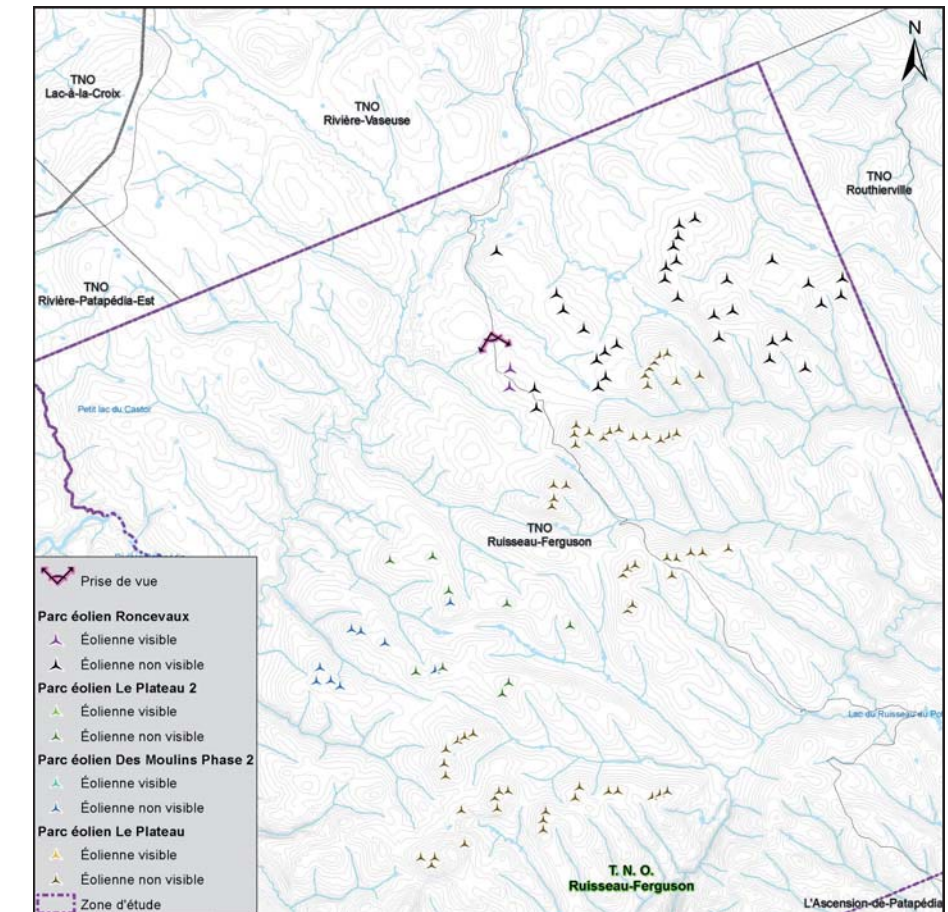 N
TNO
Lac-à-la-Croix
TNO
Rivière-Vaseuse
TNO
Routhierville
TNO
Rivière-Patapédia-Est
Petit lac du Castor
TNO
Ruisseau-Ferguson
Prise de vue
Parc éolien Roncevaux
Éolienne visible
Éolienne non visible
Parc éolien Le Plateau 2
Éolienne visible
Éolienne non visible
Parc éolien Des Moulins Phase 2
Éolienne visible
Éolienne non visible
Parc éolien Le Plateau
Éolienne visible
Éolienne non visible
Zone d'étude
Lac du Ruisseau du
T. N. O.
Ruisseau-Ferguson
L'Ascension-de-Patapédia